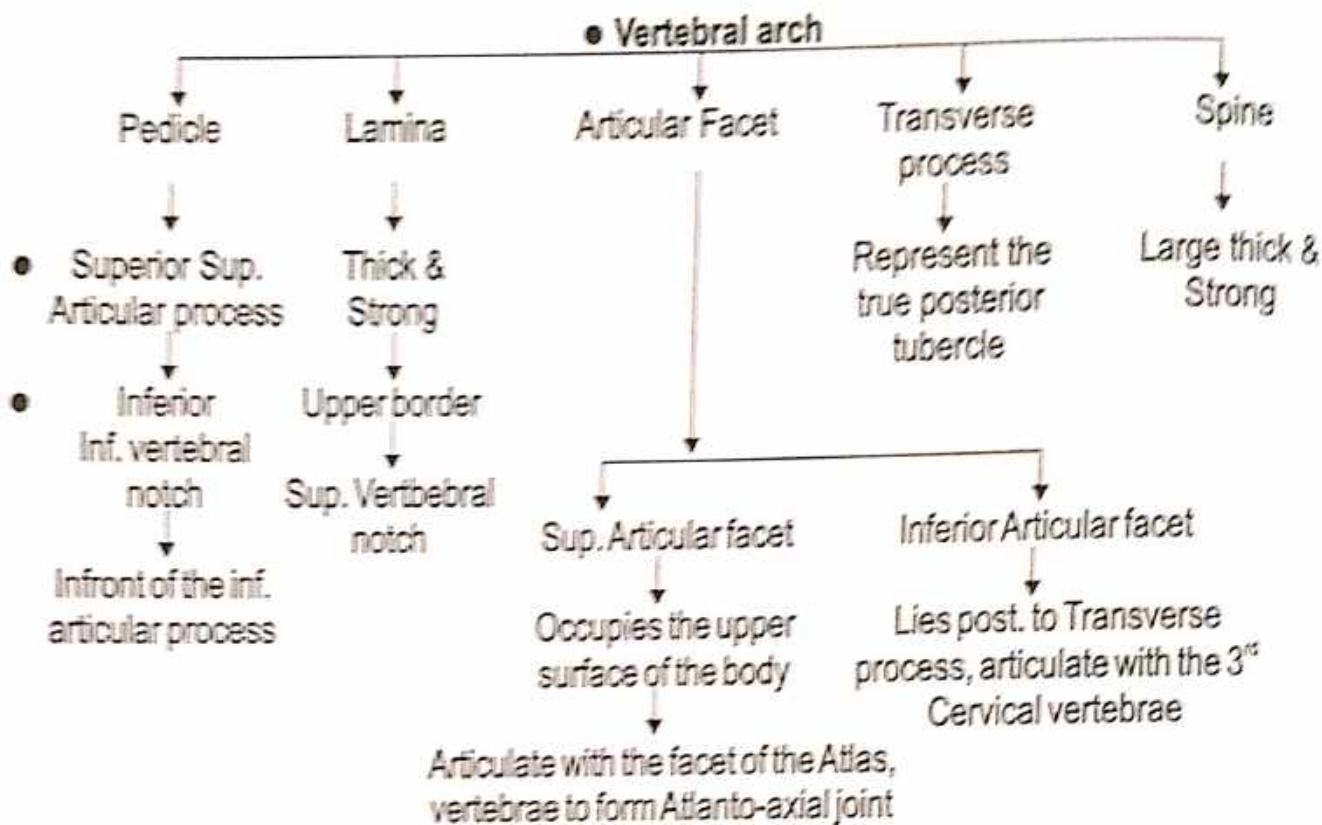 ● Vertebral arch
Pedicle
Lamina
Articular Facet
Transverse
process
Spine
● Superior Sup.
Articular process
Thick &
Strong
Represent the
true posterior
tubercle
Large thick &
Strong
● Inferior
Inf. vertebral
notch
Upper border
Infront of the inf.
articular process
Sup. Vertbebral
notch
Sup. Articular facet
Inferior Articular facet
Occupies the upper
surface of the body
Lies post. to Transverse
process, articulate with the 3rd
Cervical vertebrae
Articulate with the facet of the Atlas,
vertebrae to form Atlanto-axial joint